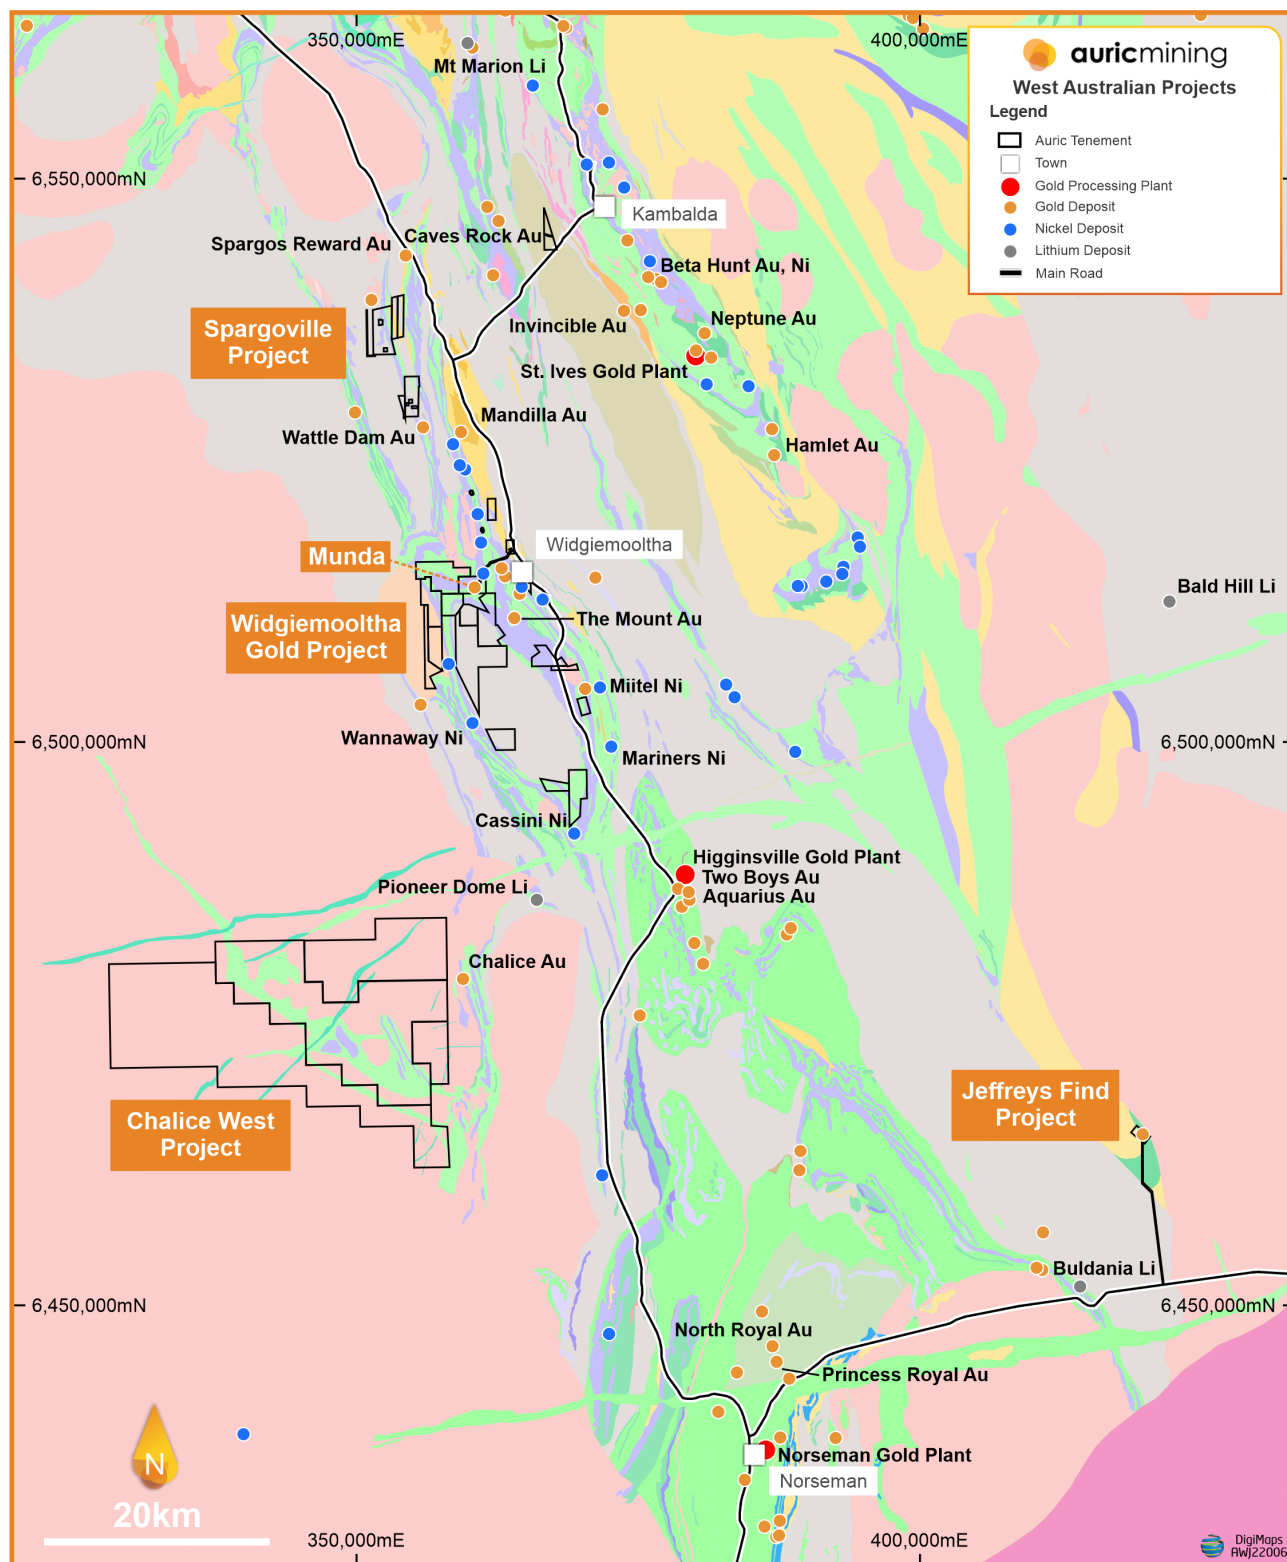 350,000mE
400,000mE
auricmining
West Australian Projects
Legend
Auric Tenement
Town
Gold Processing Plant
Gold Deposit
Nickel Deposit
Lithium Deposit
Main Road
Mt Marion Li
6,550,000mN
Kambalda
Spargos Reward Au
Caves Rock Au
Beta Hunt Au, Ni
Neptune Au
Invincible Au
Spargoville
Project
St. Ives Gold Plant
Mandilla Au
Wattle Dam Au
Hamlet Au
Widgiemooltha
Munda
Bald Hill Li
Widgiemooltha
Gold Project
The Mount Au
Miitel Ni
Wannaway Ni
6,500,000mN
6,500,000mN
Mariners Ni
Cassini Ni
Higginsville Gold Plant
Two Boys Au
Pioneer Dome Li
Aquarius Au
Chalice Au
Jeffreys Find
Project
Chalice West
Project
Buldania Li
6,450,000mN
6,450,000mN
North Royal Au
Princess Royal Au
Norseman Gold Plant
Norseman
N
20km
350,000mE
400,000mE
DigiMaps
AWJ22006